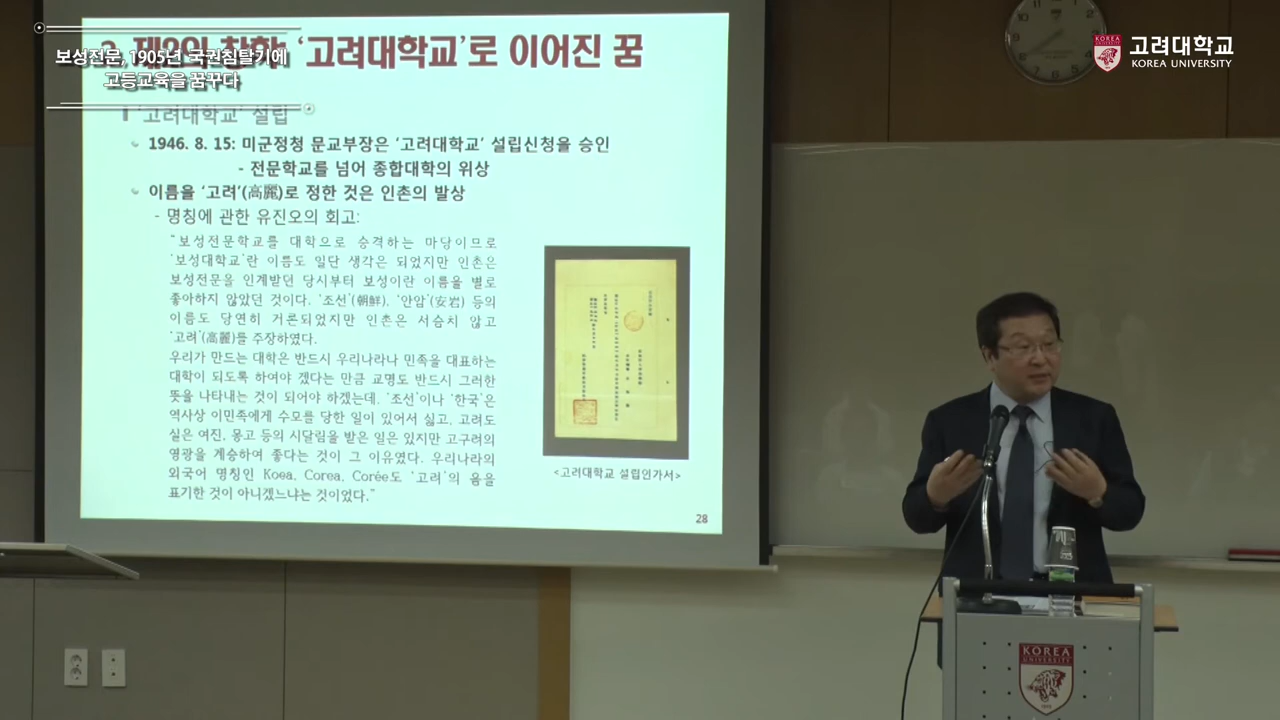 보성전문, 1905년 국권침탈기에
고등교육을 꿈꾸다
고려대학교
KOREA UNIVERSITY
제2의 창학: ‘고려대학교’로 이어진 꿈
‘고려대학교’ 설립
1946. 8. 15: 미군정청 문교부장은 ‘고려대학교’ 설립신청을 승인
- 전문학교를 넘어 종합대학의 위상
이름을 ‘고려’(高麗)로 정한 것은 인촌의 발상
- 명칭에 관한 유진오의 회고:
“보성전문학교를 대학으로 승격하는 마당이므로
‘보성대학교’란 이름도 일단 생각은 되었지만 인촌은
보성전문을 인계받던 당시부터 보성이란 이름을 별로
좋아하지 않았던 것이다. ‘조선’(朝鮮), ‘안암’(安岩) 등의
이름도 당연히 거론되었지만 인촌은 서슴치 않고
‘고려’(高麗)를 주장하였다.
우리가 만드는 대학은 반드시 우리나라나 민족을 대표하는
대학이 되도록 하여야 겠다는 만큼 교명도 반드시 그러한
뜻을 나타내는 것이 되어야 하겠는데, ‘조선’이나 ‘한국’은
역사상 이민족에게 수모를 당한 일이 있어서 싫고, 고려도
실은 여진, 몽고 등의 시달림을 받은 일은 있지만 고구려의
영광을 계승하여 좋다는 것이 그 이유였다. 우리나라의
외국어 명칭인 Koea, Corea, Corée도 ‘고려’의 음을
표기한 것이 아니겠느냐는 것이었다.”
<고려대학교 설립인가서>
28
KOREA
UNIVERSITY